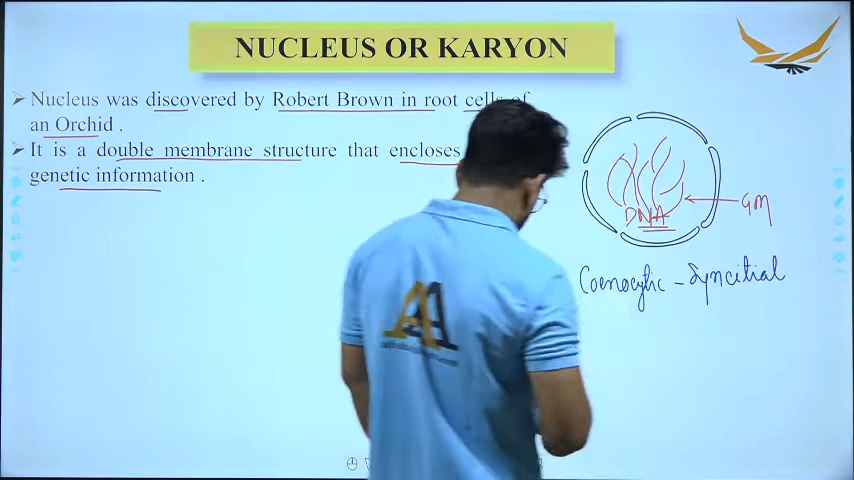 NUCLEUS OR KARYON
➢ Nucleus was discovered by Robert Brown in root cells of
an Orchid .
➢ It is a double membrane structure that encloses
genetic information .
DNA
GM
Coenocytic - Syncitial